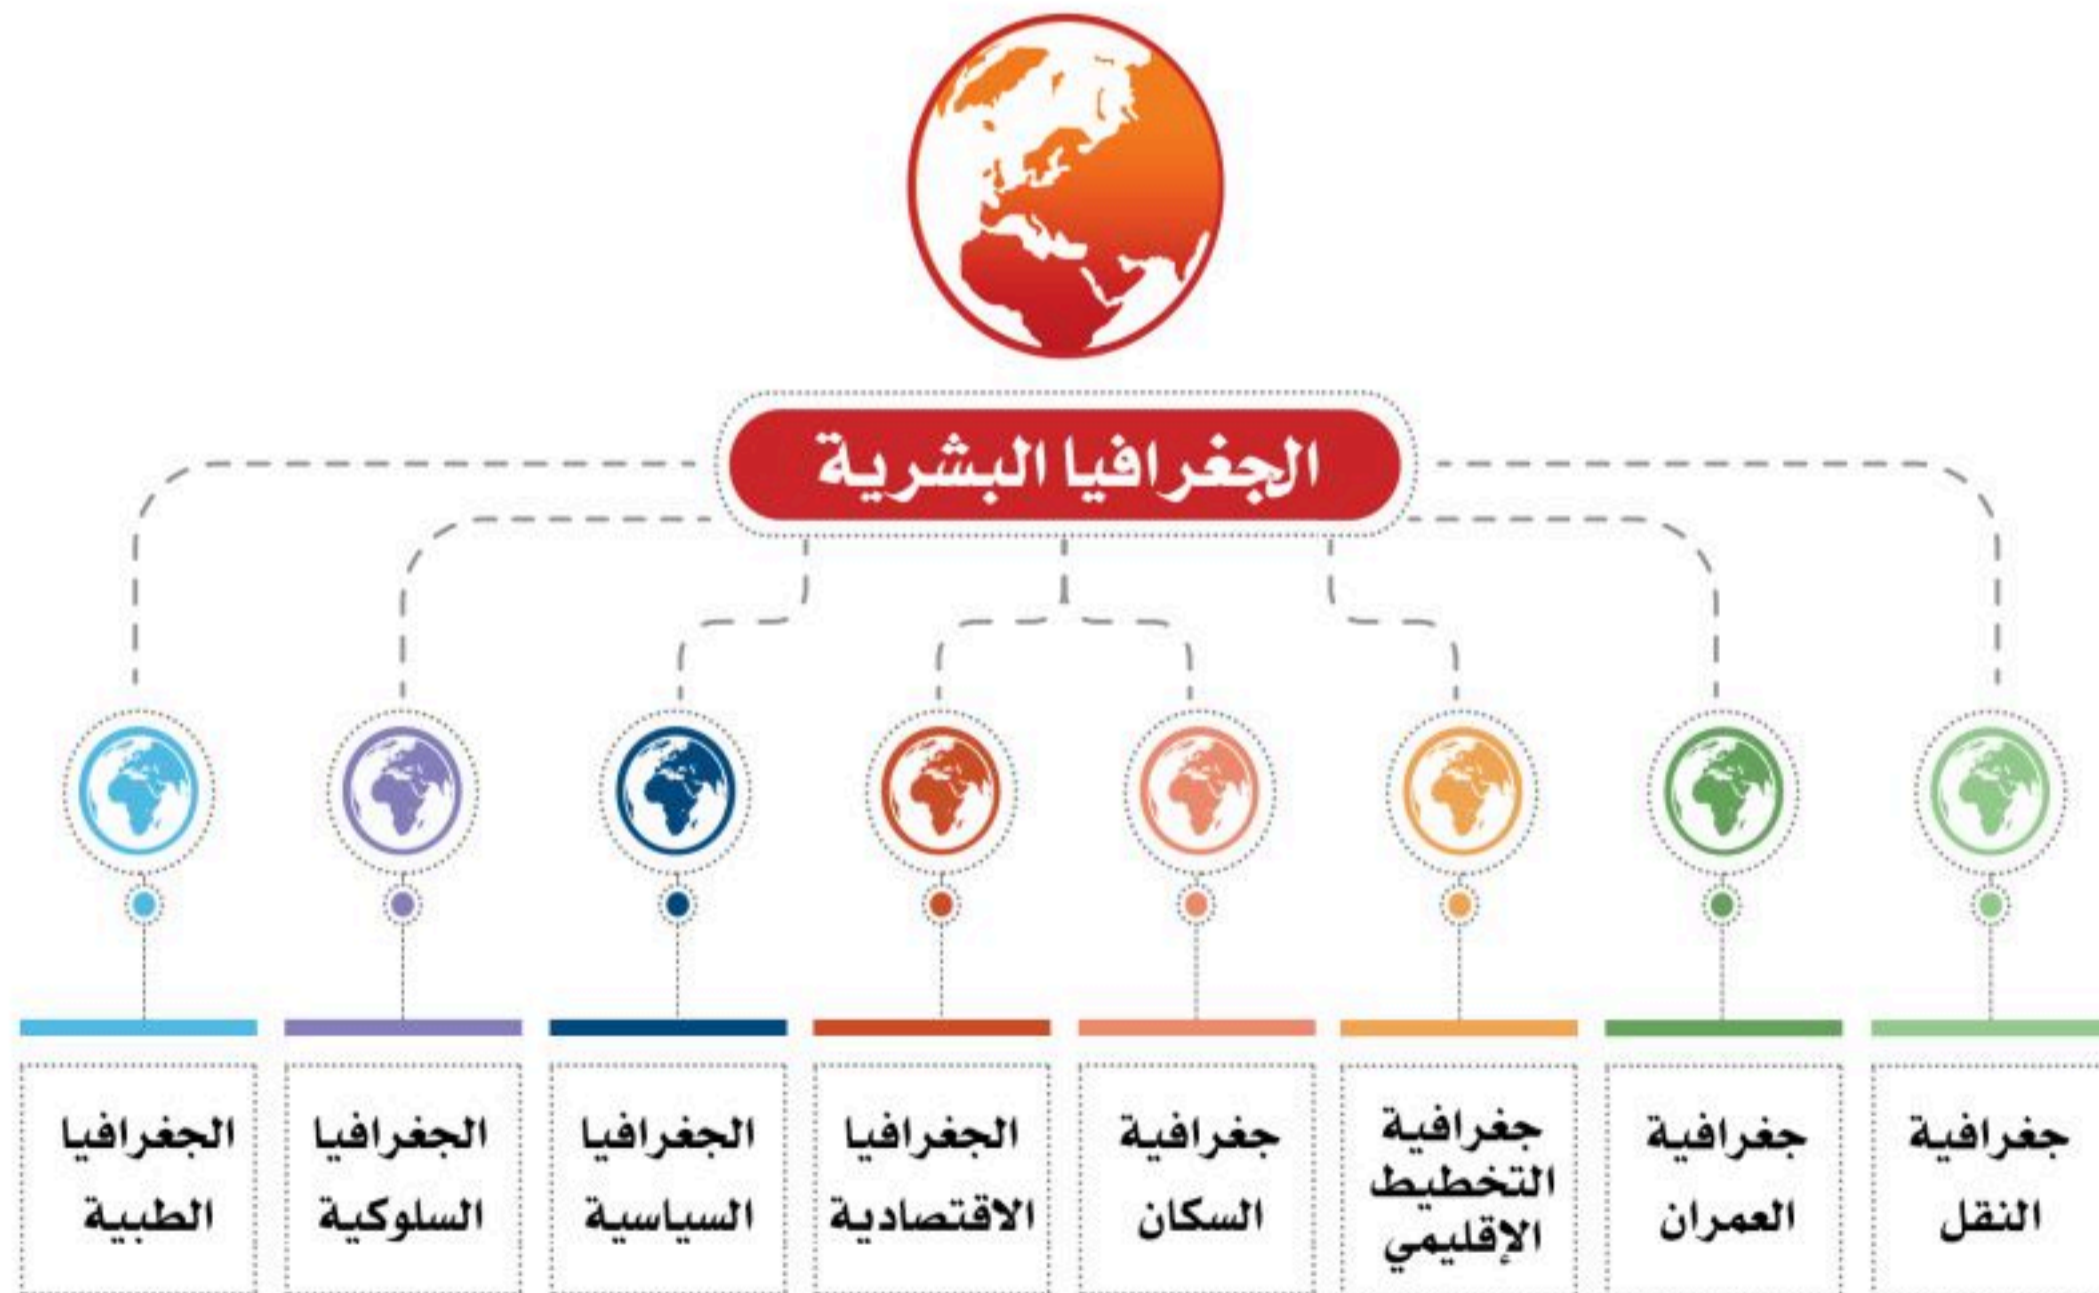 الجغرافيا البشرية
جغرافية
النقل
جغرافية
العمران
جغرافية
التخطيط
الإقليمي
جغرافية
السكان
الجغرافيا
الاقتصادية
الجغرافيا
السياسية
الجغرافيا
السلوكية
الجغرافيا
الطبية